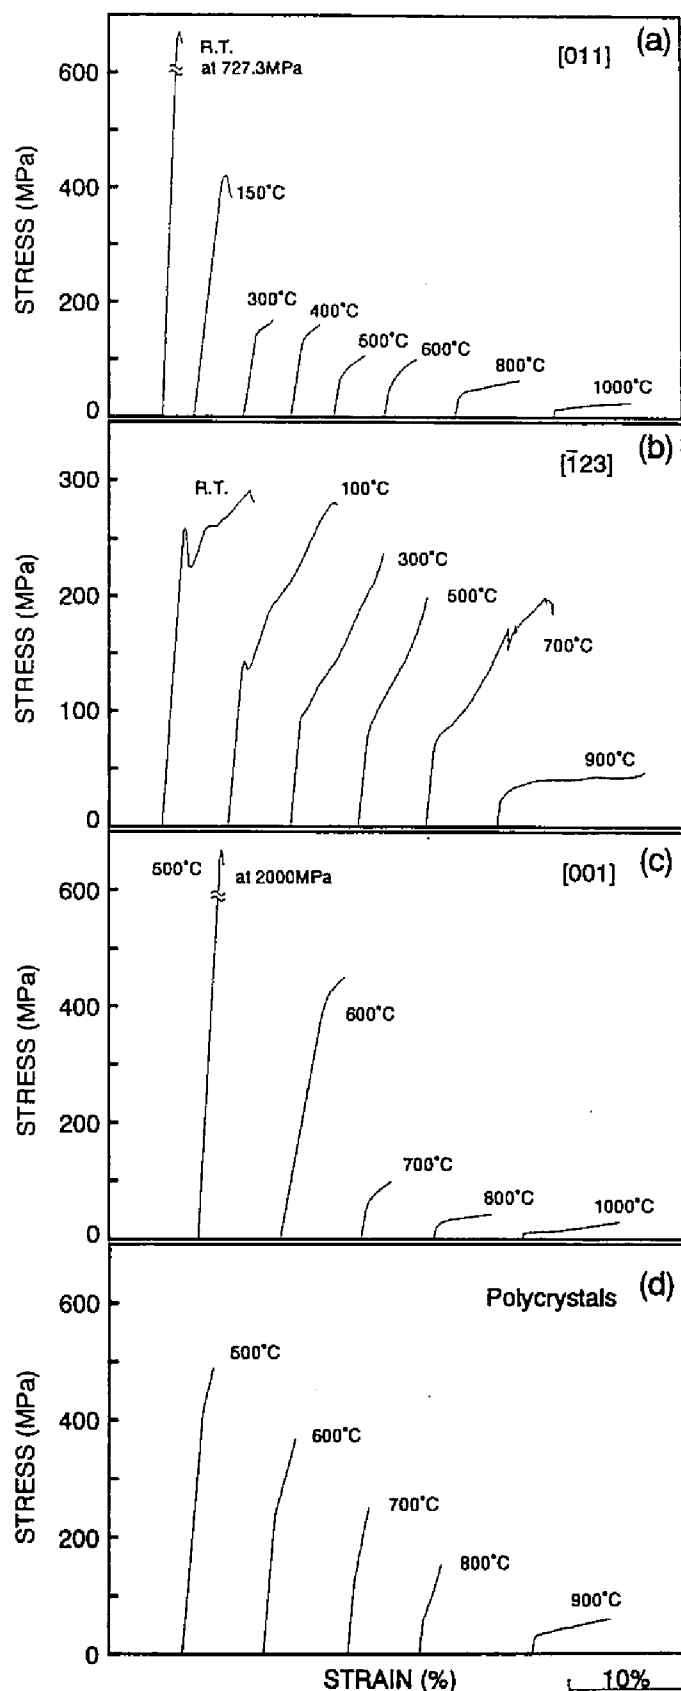 (a)
[011]
R.T.
at 727.3MPa
600
400
200
0
STRESS (MPa)
150°C
300°C
400°C
500°C
600°C
800°C
1000°C
(b)
[1̄23]
300
200
100
0
STRESS (MPa)
R.T.
100°C
300°C
500°C
700°C
900°C
(c)
[001]
600
400
200
0
STRESS (MPa)
500°C
at 2000MPa
600°C
700°C
800°C
1000°C
(d)
Polycrystals
600
400
200
0
STRESS (MPa)
500°C
600°C
700°C
800°C
900°C
STRAIN (%)
10%